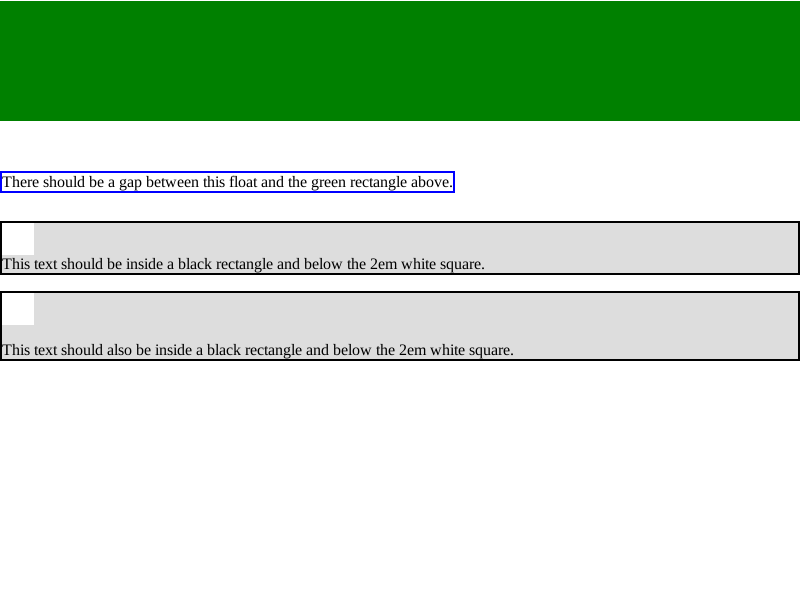 There should be a gap between this float and the green rectangle above.
This text should be inside a black rectangle and below the 2em white square.
This text should also be inside a black rectangle and below the 2em white square.